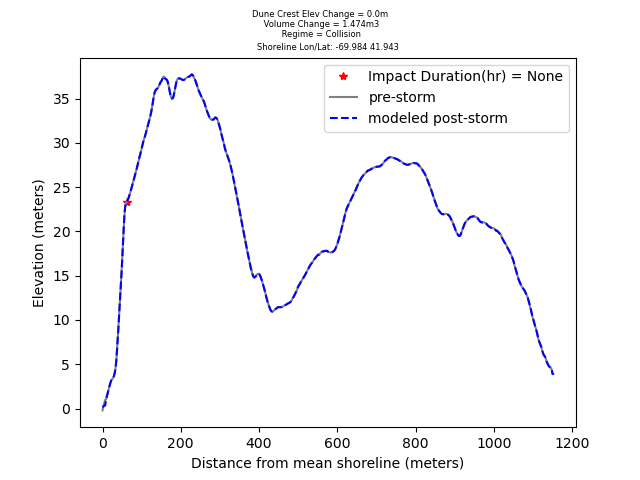 Dune Crest Elev Change = 0.0m
Volume Change = 1.474m3
Regime = Collision
Shoreline Lon/Lat: -69.984 41.943
Impact Duration(hr) = None
pre-storm
modeled post-storm
Elevation (meters)
35
30
25
20
15
10
5
0
0 200 400 600 800 1000 1200
Distance from mean shoreline (meters)